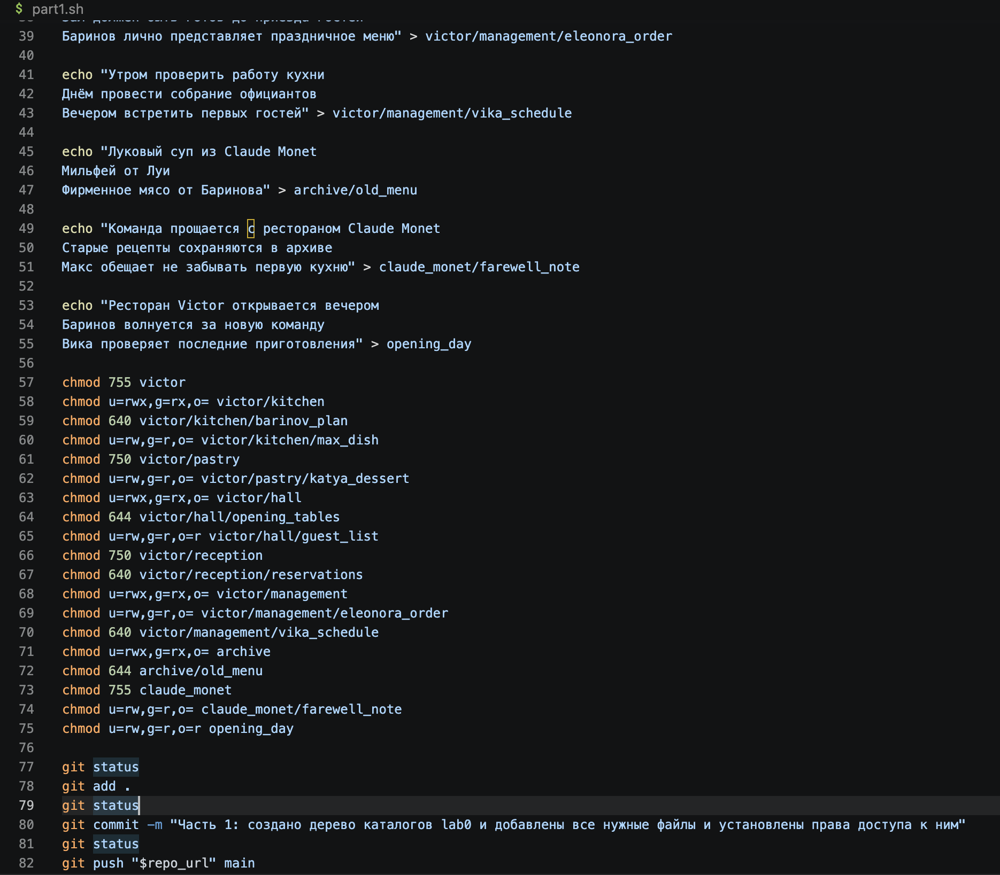 $ part1.sh
39 Баринов лично представляет праздничное меню" > victor/management/eleonora_order
40
41 echo "Утром проверить работу кухни
42 Днём провести собрание официантов
43 Вечером встретить первых гостей" > victor/management/vika_schedule
44
45 echo "Луковый суп из Claude Monet
46 Мильфей от Луи
47 Фирменное мясо от Баринова" > archive/old_menu
48
49 echo "Команда прощается с рестораном Claude Monet
50 Старые рецепты сохраняются в архиве
51 Макс обещает не забывать первую кухню" > claude_monet/farewell_note
52
53 echo "Ресторан Victor открывается вечером
54 Баринов волнуется за новую команду
55 Вика проверяет последние приготовления" > opening_day
56
57 chmod 755 victor
58 chmod u=rwx,g=rx,o= victor/kitchen
59 chmod 640 victor/kitchen/barinov_plan
60 chmod u=rw,g=r,o= victor/kitchen/max_dish
61 chmod 750 victor/pastry
62 chmod u=rw,g=r,o= victor/pastry/katya_dessert
63 chmod u=rwx,g=rx,o= victor/hall
64 chmod 644 victor/hall/opening_tables
65 chmod u=rw,g=r,o=r victor/hall/guest_list
66 chmod 750 victor/reception
67 chmod 640 victor/reception/reservations
68 chmod u=rwx,g=rx,o= victor/management
69 chmod u=rw,g=r,o= victor/management/eleonora_order
70 chmod 640 victor/management/vika_schedule
71 chmod u=rwx,g=rx,o= archive
72 chmod 644 archive/old_menu
73 chmod 755 claude_monet
74 chmod u=rw,g=r,o= claude_monet/farewell_note
75 chmod u=rw,g=r,o=r opening_day
76
77 git status
78 git add .
79 git status
80 git commit -m "Часть 1: создано дерево каталогов lab0 и добавлены все нужные файлы и установлены права доступа к ним"
81 git status
82 git push "$repo_url" main